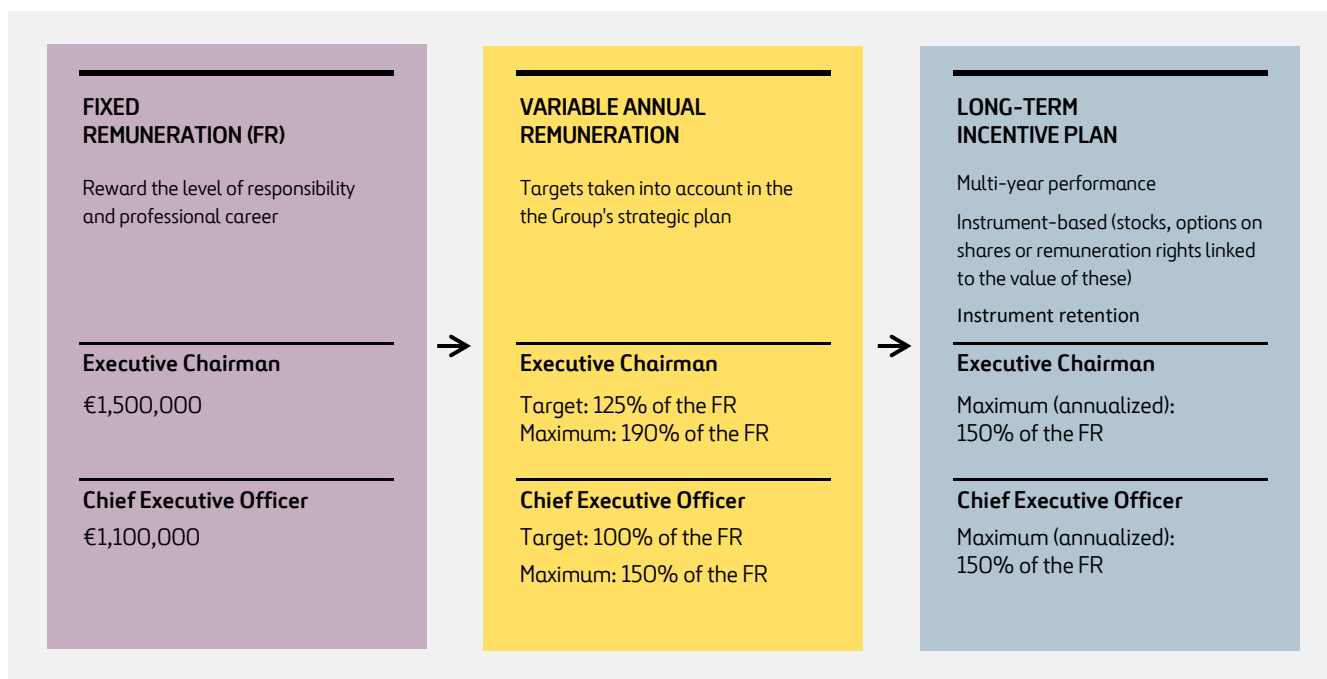 FIXED
REMUNERATION (FR)
Reward the level of responsibility
and professional career
Executive Chairman
€1,500,000
Chief Executive Officer
€1,100,000
VARIABLE ANNUAL
REMUNERATION
Targets taken into account in the
the Group's strategic plan
Executive Chairman
Target: 125% of the FR
Maximum: 190% of the FR
Chief Executive Officer
Target: 100% of the FR
Maximum: 150% of the FR
LONG-TERM
INCENTIVE PLAN
Multi-year performance
Instrument-based (stocks, options on
shares or remuneration rights linked
to the value of these)
Instrument retention
Executive Chairman
Maximum (annualized):
150% of the FR
Chief Executive Officer
Maximum (annualized):
150% of the FR